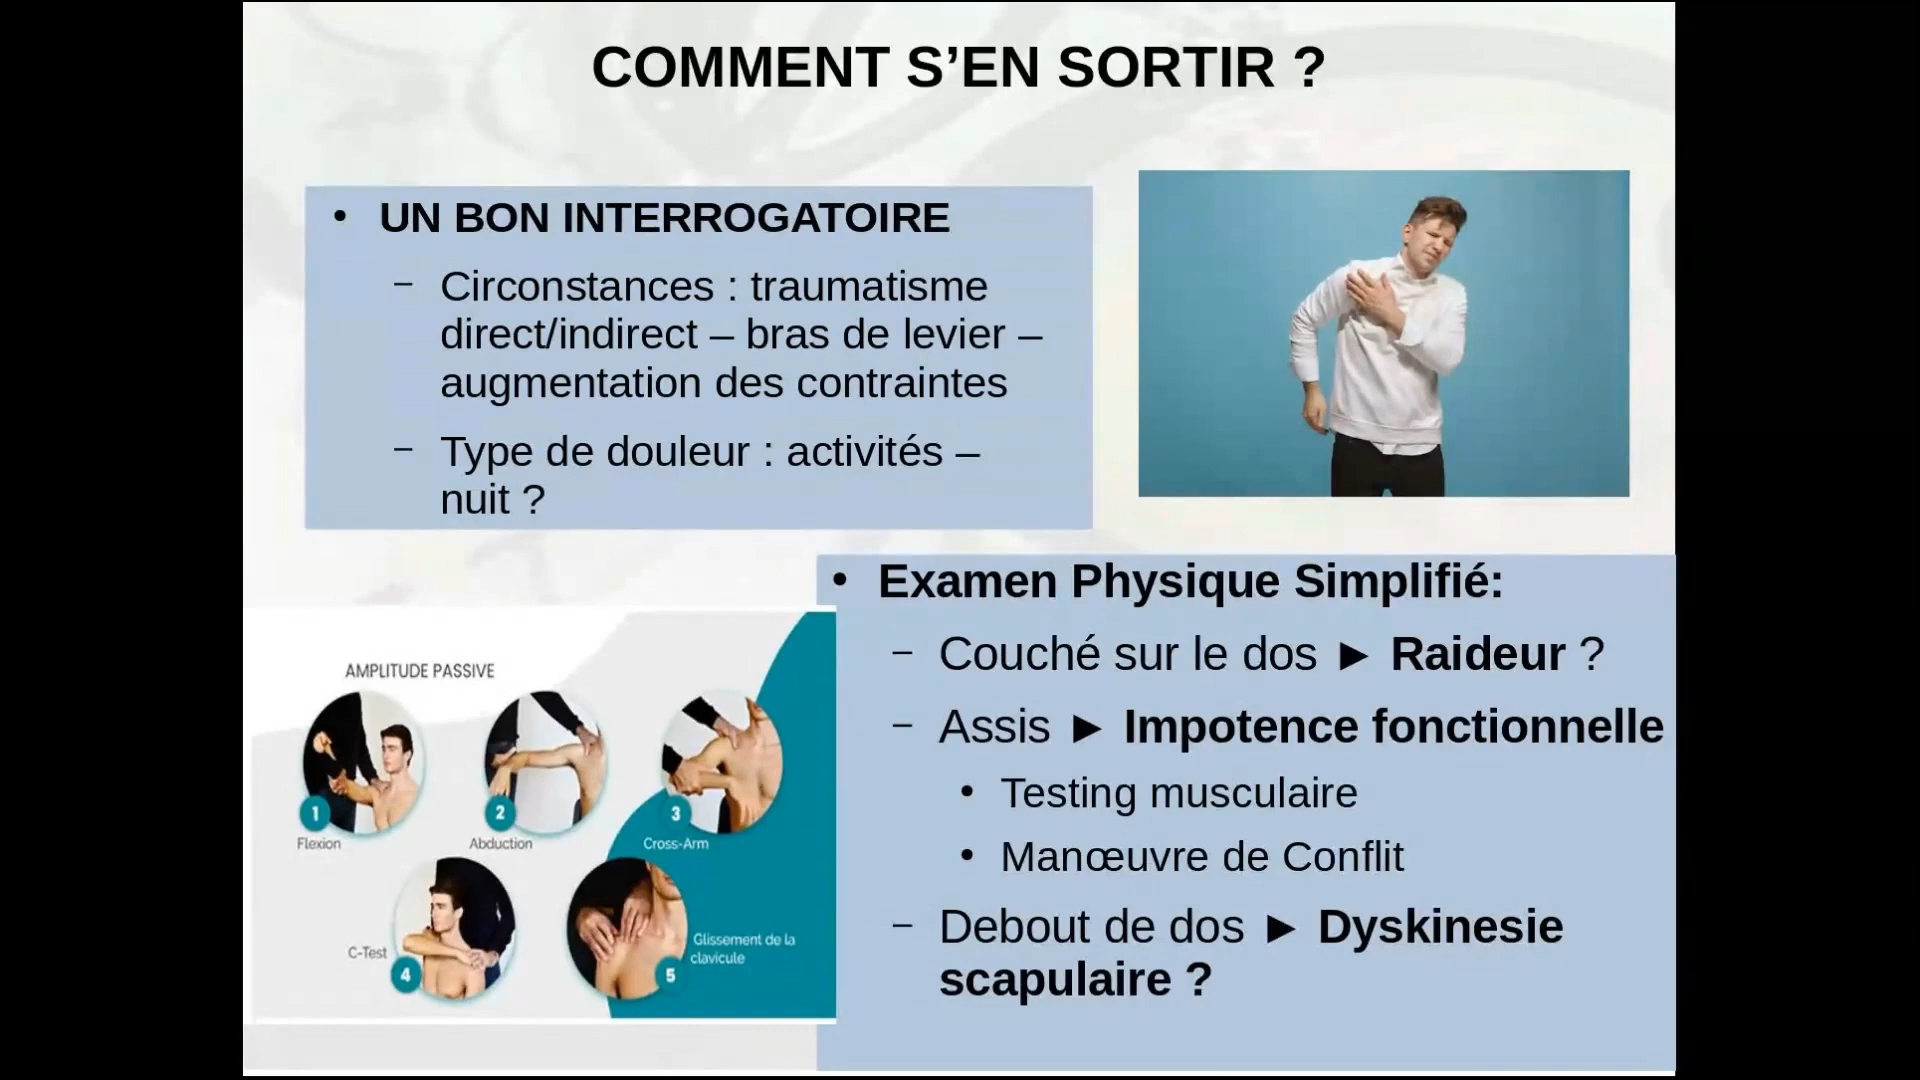 COMMENT S’EN SORTIR ?
• UN BON INTERROGATOIRE
– Circonstances : traumatisme
direct/indirect – bras de levier –
augmentation des contraintes
– Type de douleur : activités –
nuit ?
• Examen Physique Simplifié:
– Couché sur le dos ► Raideur ?
– Assis ► Impotence fonctionnelle
• Testing musculaire
• Manœuvre de Conflit
– Debout de dos ► Dyskinesie
scapulaire ?
AMPLITUDE PASSIVE
1
Flexion
2
Abduction
3
Cross-Arm
C-Test
4
5
Glissement de la
clavicule